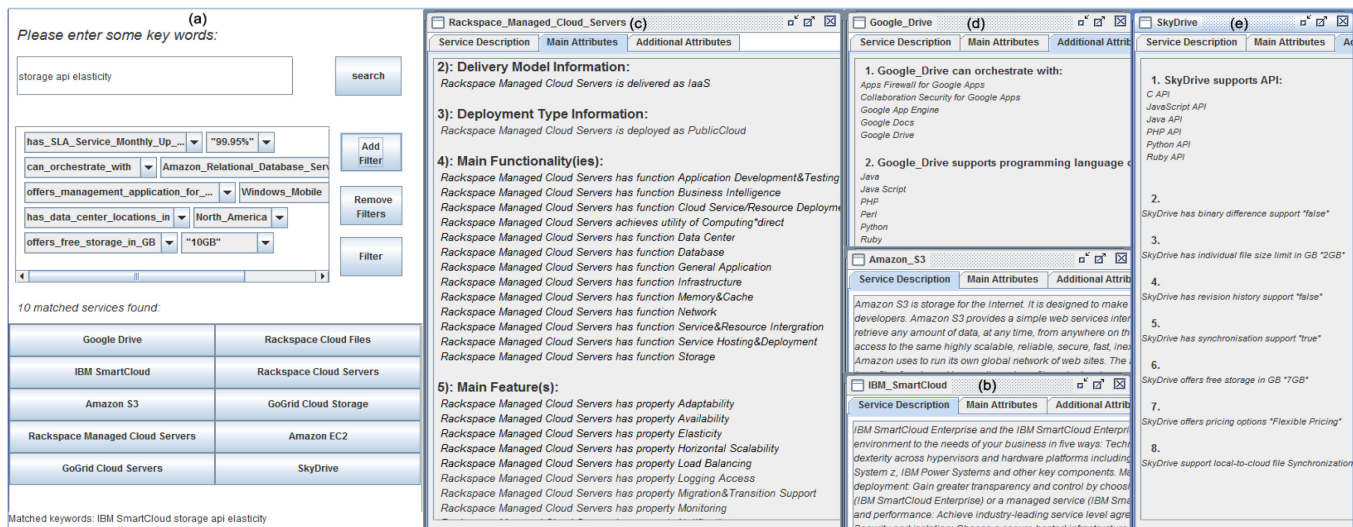 (a)
Please enter some key words:
storage api elasticity
search
has_SLA_Service_Monthly_Up_... "99.95%"
can_orchestrate_with Amazon_Relational_Database_Serv
offers_management_application_for_... Windows_Mobile
has_data_center_locations_in North_America
offers_free_storage_in_GB "10GB"
Add
Filter
Remove
Filters
Filter
10 matched services found:
Google Drive Rackspace Cloud Files
IBM SmartCloud Rackspace Cloud Servers
Amazon S3 GoGrid Cloud Storage
Rackspace Managed Cloud Servers Amazon EC2
GoGrid Cloud Servers SkyDrive
Matched keywords: IBM SmartCloud storage api elasticity
Rackspace_Managed_Cloud_Servers (c)
Service Description Main Attributes Additional Attributes
2): Delivery Model Information:
Rackspace Managed Cloud Servers is delivered as IaaS
3): Deployment Type Information:
Rackspace Managed Cloud Servers is deployed as PublicCloud
4): Main Functionality(ies):
Rackspace Managed Cloud Servers has function Application Development&Testing
Rackspace Managed Cloud Servers has function Business Intelligence
Rackspace Managed Cloud Servers has function Cloud Service/Resource Deployme
Rackspace Managed Cloud Servers achieves utility of Computing*direct
Rackspace Managed Cloud Servers has function Data Center
Rackspace Managed Cloud Servers has function Database
Rackspace Managed Cloud Servers has function General Application
Rackspace Managed Cloud Servers has function Infrastructure
Rackspace Managed Cloud Servers has function Memory&Cache
Rackspace Managed Cloud Servers has function Network
Rackspace Managed Cloud Servers has function Service&Resource Intergration
Rackspace Managed Cloud Servers has function Service Hosting&Deployment
Rackspace Managed Cloud Servers has function Storage
5): Main Feature(s):
Rackspace Managed Cloud Servers has property Adaptability
Rackspace Managed Cloud Servers has property Availability
Rackspace Managed Cloud Servers has property Elasticity
Rackspace Managed Cloud Servers has property Horizontal Scalability
Rackspace Managed Cloud Servers has property Load Balancing
Rackspace Managed Cloud Servers has property Logging Access
Rackspace Managed Cloud Servers has property Migration&Transition Support
Rackspace Managed Cloud Servers has property Monitoring
Google_Drive (d)
Service Description Main Attributes Additional Attrib
1. Google_Drive can orchestrate with:
Apps Firewall for Google Apps
Collaboration Security for Google Apps
Google App Engine
Google Docs
Google Drive
2. Google_Drive supports programming language
Java
Java Script
PHP
Perl
Python
Ruby
Amazon_S3
Service Description Main Attributes Additional Attrib
Amazon S3 is storage for the Internet. It is designed to make
developers. Amazon S3 provides a simple web services inter
retrieve any amount of data, at any time, from anywhere on th
access to the same highly scalable, reliable, secure, fast, inex
Amazon uses to run its own global network of web sites. The
IBM_SmartCloud (b)
Service Description Main Attributes Additional Attrib
IBM SmartCloud Enterprise and the IBM SmartCloud Enterpri
environment to the needs of your business in five ways: Tech
dexterity across hypervisors and hardware platforms including
System z, IBM Power Systems and other key components. Ma
deployment: Gain greater transparency and control by choosi
(IBM SmartCloud Enterprise) or a managed service (IBM Sma
and performance: Achieve industry-leading service level agre
SkyDrive (e)
Service Description Main Attributes
1. SkyDrive supports API:
C API
JavaScript API
Java API
PHP API
Python API
Ruby API
2.
SkyDrive has binary difference support "false"
3.
SkyDrive has individual file size limit in GB "2GB"
4.
SkyDrive has revision history support "false"
5.
SkyDrive has synchronisation support "true"
6.
SkyDrive offers free storage in GB "7GB"
7.
SkyDrive offers pricing options "Flexible Pricing"
8.
SkyDrive support local-to-cloud file Synchronization